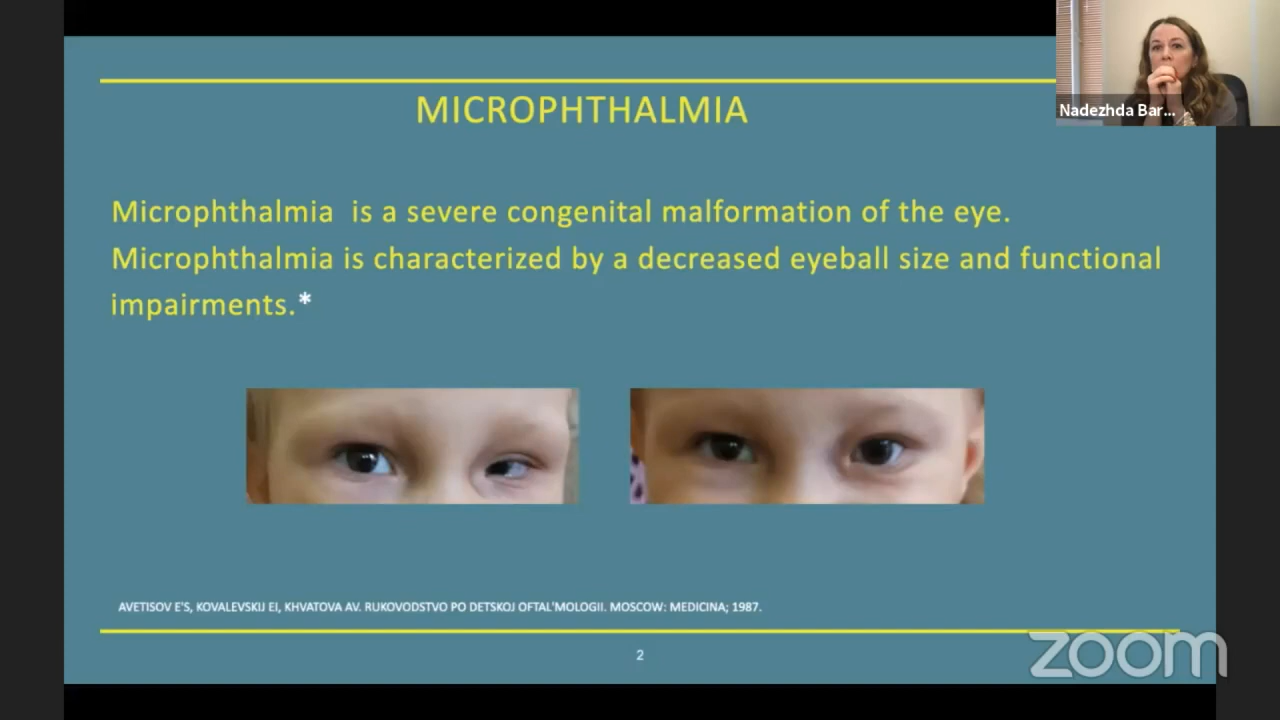 Nadezhda Bar...
MICROPHTHALMIA
Microphthalmia is a severe congenital malformation of the eye.
Microphthalmia is characterized by a decreased eyeball size and functional
impairments.*
AVETISOV E'S, KOVALEVSKIJ EI, KHVATOVA AV. RUKOVODSTVO PO DETSKOJ OFTAL'MOLOGII. MOSCOW: MEDICINA; 1987.
2
zoom